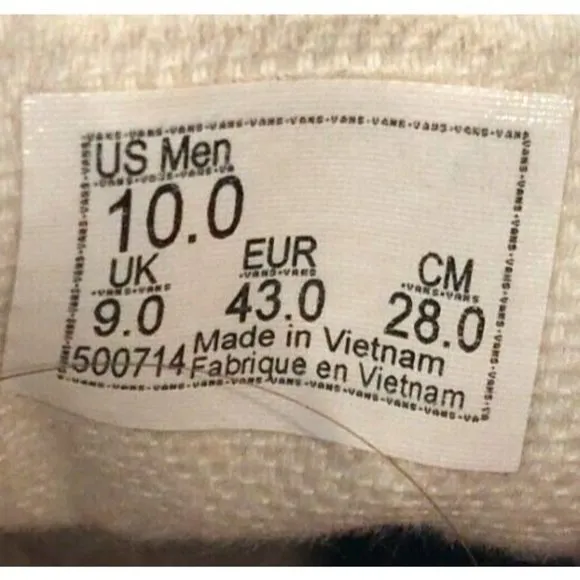 US Men
10.0
UK EUR CM
9.0 43.0 28.0
500714 Made in Vietnam
Fabrique en Vietnam